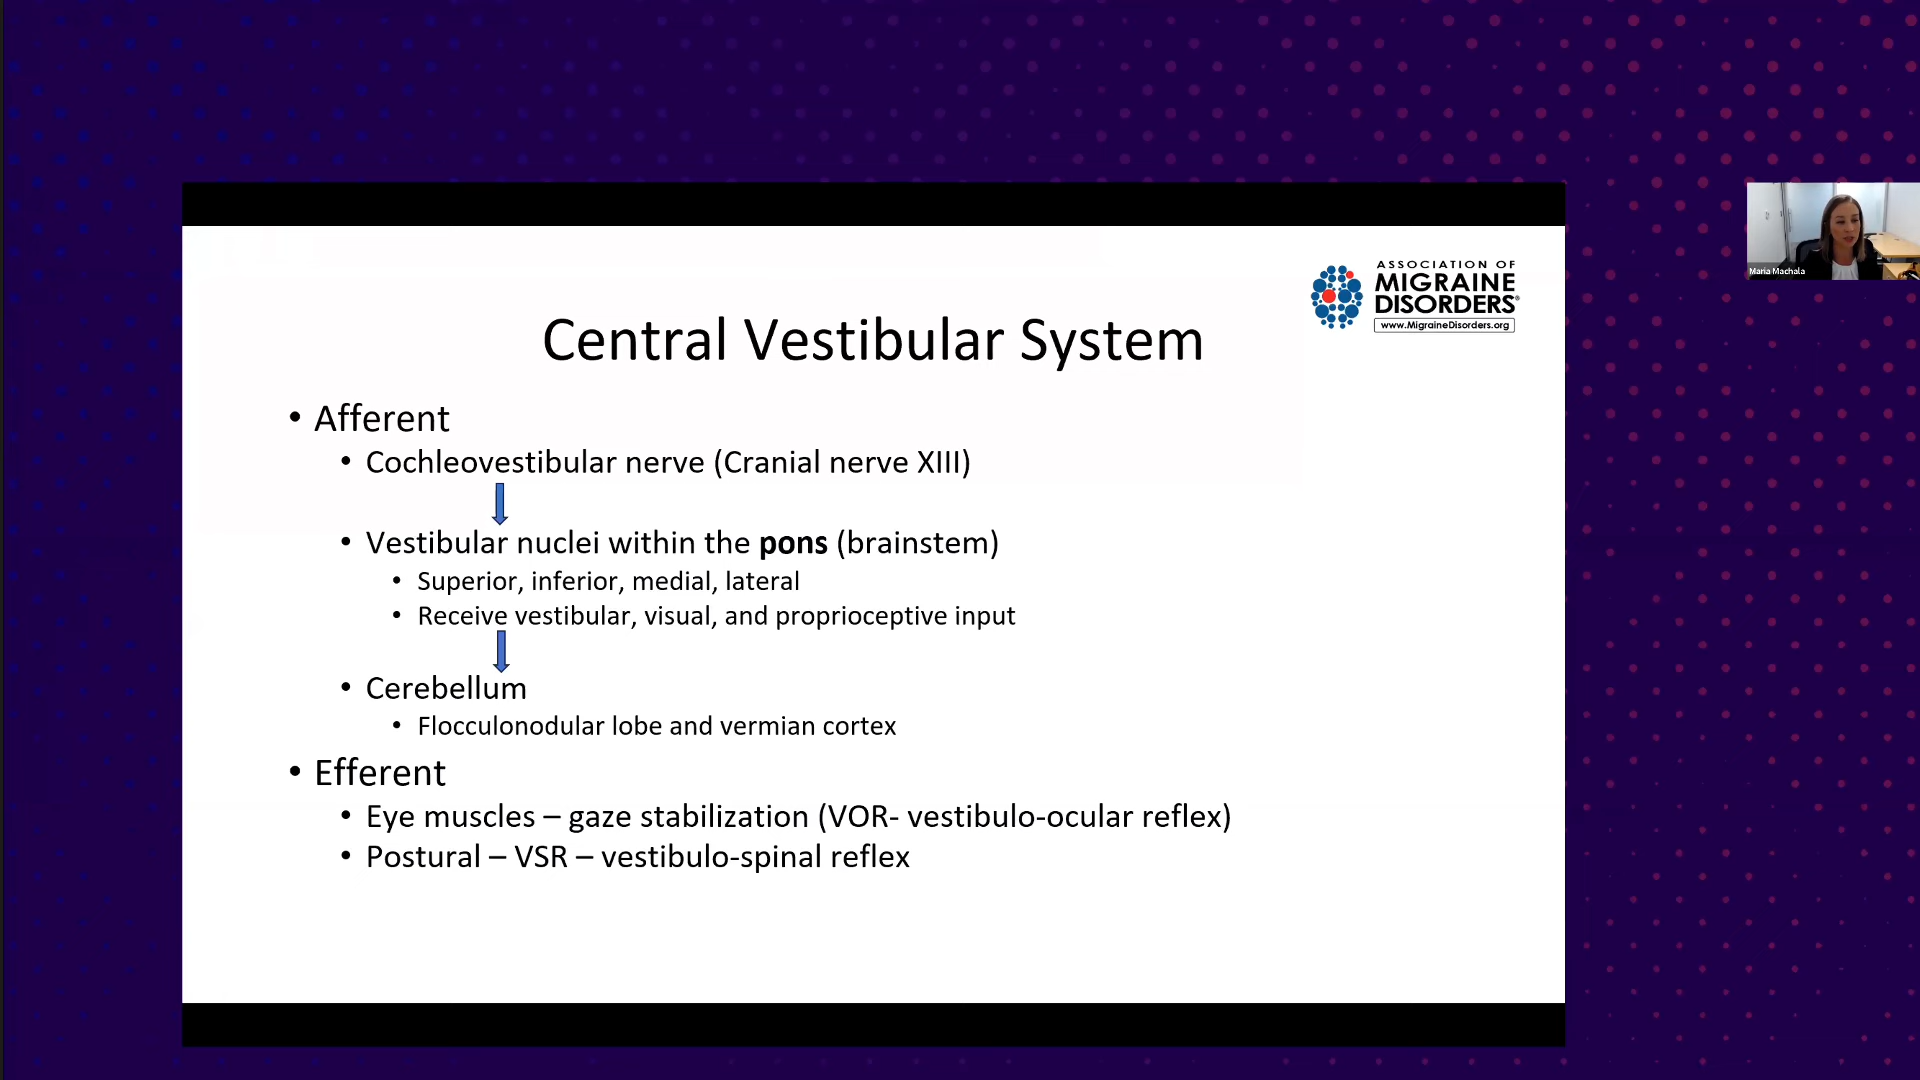 ASSOCIATION OF
MIGRAINE
DISORDERS®
www.MigraineDisorders.org
Central Vestibular System
• Afferent
• Cochleovestibular nerve (Cranial nerve XIII)
• Vestibular nuclei within the pons (brainstem)
• Superior, inferior, medial, lateral
• Receive vestibular, visual, and proprioceptive input
• Cerebellum
• Flocculonodular lobe and vermian cortex
• Efferent
• Eye muscles – gaze stabilization (VOR- vestibulo-ocular reflex)
• Postural – VSR – vestibulo-spinal reflex
Maria Machala